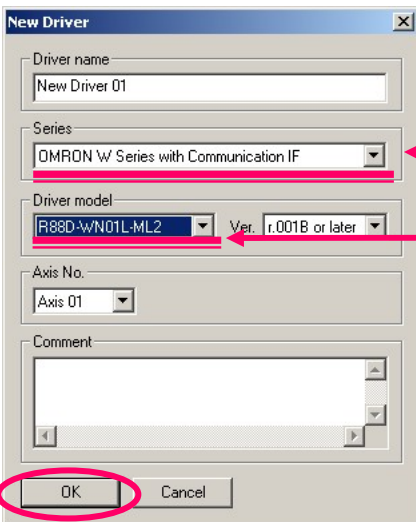 New Driver
Driver name
New Driver 01
Series
OMRON W Series with Communication IF
Driver model
R88D-WN01L-ML2 Ver. r.001B or later
Axis No.
Axis 01
Comment
OK Cancel